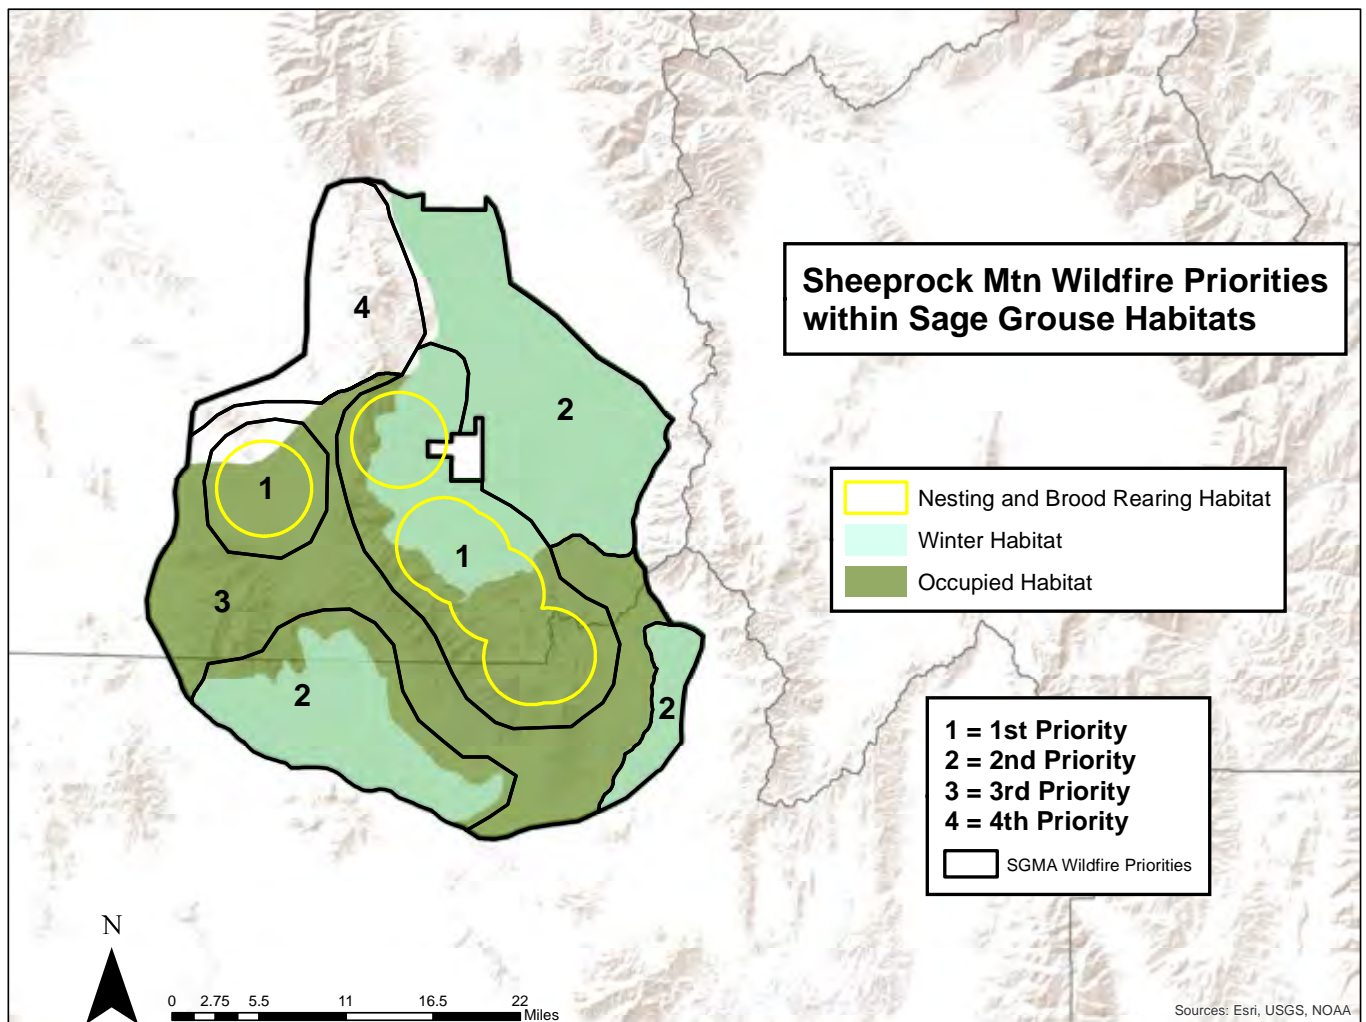 Sheeprock Mtn Wildfire Priorities
within Sage Grouse Habitats
4
2
1
1
3
2
2
Nesting and Brood Rearing Habitat
Winter Habitat
Occupied Habitat
1 = 1st Priority
2 = 2nd Priority
3 = 3rd Priority
4 = 4th Priority
SGMA Wildfire Priorities
N
0 2.75 5.5 11 16.5 22
Miles
Sources: Esri, USGS, NOAA